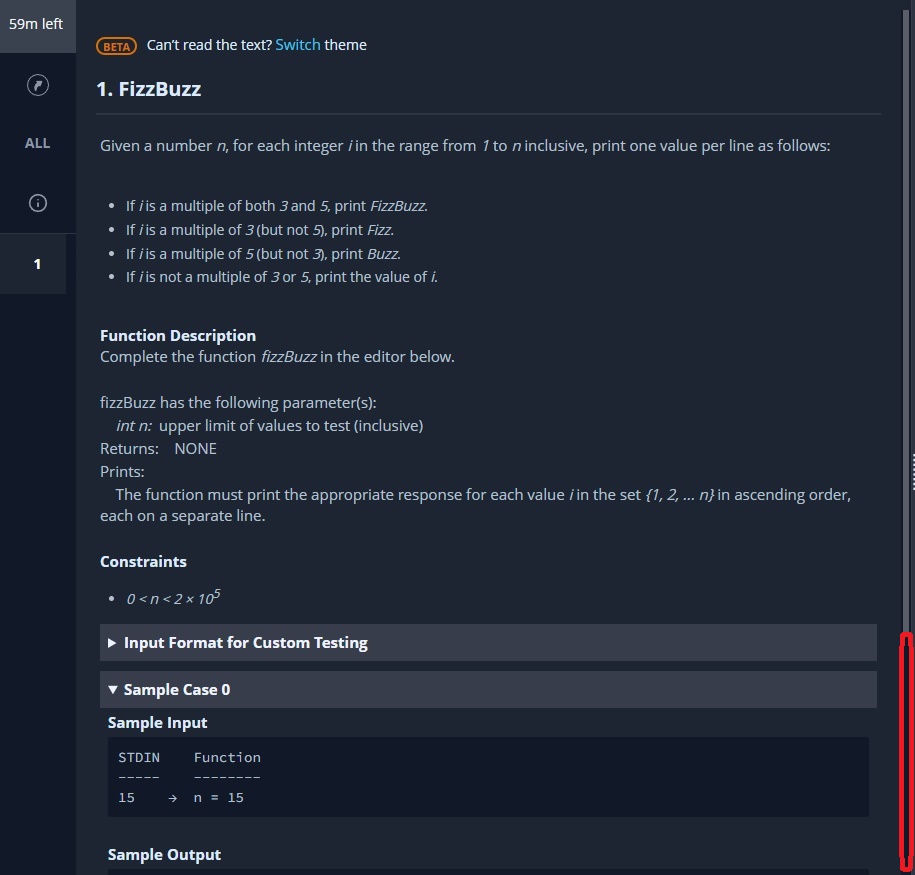 59m left
BETA Can't read the text? Switch theme
1. FizzBuzz
ALL
Given a number n, for each integer i in the range from 1 to n inclusive, print one value per line as follows:
• If i is a multiple of both 3 and 5, print FizzBuzz.
• If i is a multiple of 3 (but not 5), print Fizz.
• If i is a multiple of 5 (but not 3), print Buzz.
• If i is not a multiple of 3 or 5, print the value of i.
1
Function Description
Complete the function fizzBuzz in the editor below.
fizzBuzz has the following parameter(s):
int n: upper limit of values to test (inclusive)
Returns: NONE
Prints:
The function must print the appropriate response for each value i in the set {1, 2, ... n} in ascending order,
each on a separate line.
Constraints
• 0 < n < 2 × 10⁵
Input Format for Custom Testing
Sample Case 0
Sample Input
STDIN Function
----- --------
15 → n = 15
Sample Output